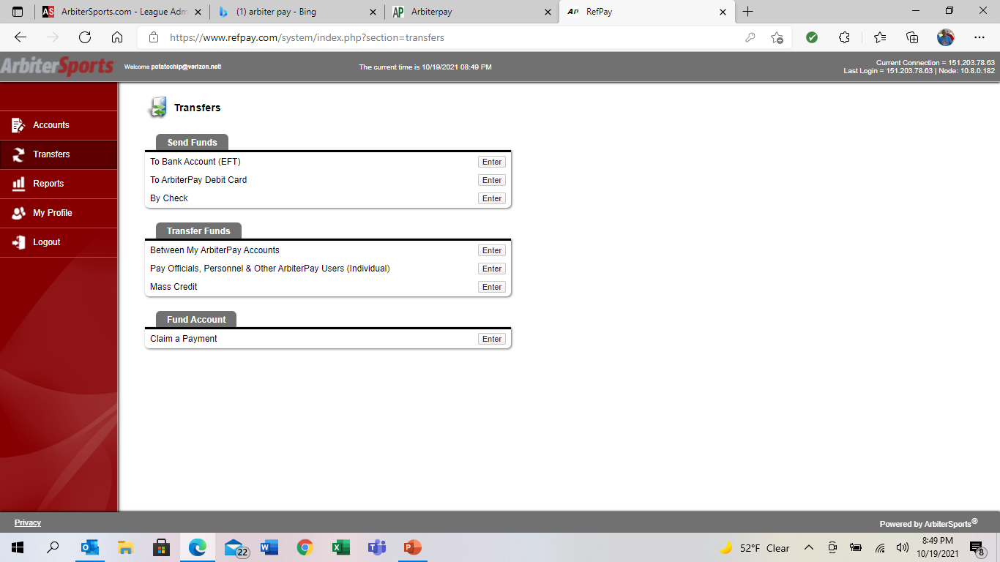 ArbiterSports.com - League Adm
(1) arbiter pay - Bing
Arbiterpay
RefPay
https://www.refpay.com/system/index.php?section=transfers
ArbiterSports
Welcome potatochip@verizon.net!
The current time is 10/19/2021 08:49 PM
Current Connection = 151.203.78.63
Last Login = 151.203.78.63 | Node: 10.8.0.182
Accounts
Transfers
Reports
My Profile
Logout
Transfers
Send Funds
To Bank Account (EFT) Enter
To ArbiterPay Debit Card Enter
By Check Enter
Transfer Funds
Between My ArbiterPay Accounts Enter
Pay Officials, Personnel & Other ArbiterPay Users (Individual) Enter
Mass Credit Enter
Fund Account
Claim a Payment Enter
Privacy
Powered by ArbiterSports®
22
52°F Clear
8:49 PM
10/19/2021
8